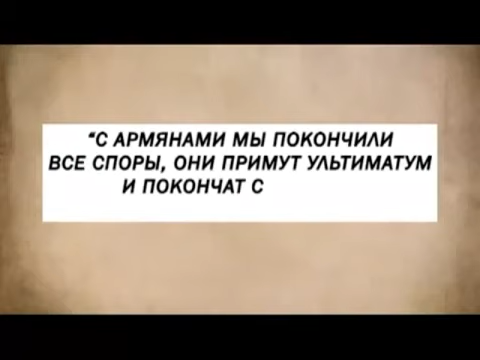 “С АРМЯНАМИ МЫ ПОКОНЧИЛИ
ВСЕ СПОРЫ, ОНИ ПРИМУТ УЛЬТИМАТУМ
И ПОКОНЧАТ С